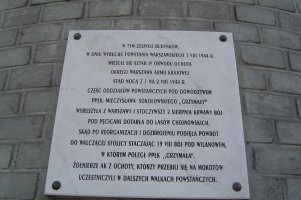 W TYM ZESPOLE BUDYNKÓW,
W DNIU WYBUCHU POWSTANIA WARSZAWSKIEGO 1 VIII 1944 R.
MIEŚCIŁ SIĘ SZTAB IV OBWODU OCHOTA
OKRĘGU WARSZAWA ARMII KRAJOWEJ
STĄD NOCĄ Z 1 NA 2 VIII 1944 R.
CZĘŚĆ ODDZIAŁÓW POWSTAŃCZYCH POD DOWÓDZTWEM
PPŁK. MIECZYSŁAWA SOKOŁOWSKIEGO „GRZYMAŁY"
WYRUSZYŁA Z WARSZAWY I STOCZYWSZY 2 SIERPNIA KRWAWY BÓJ
POD PĘCICAMI DOTARŁA DO LASÓW CHOJNOWSKICH,
SKĄD PO REORGANIZACJI I DOZBROJENIU PODJĘŁA POWRÓT
DO WALCZĄCEJ STOLICY STACZAJĄC 19 VIII BÓJ POD WILANOWEM,
W KTÓRYM POLEGŁ PPŁK „GRZYMAŁA".
ŻOŁNIERZE AK Z OCHOTY, KTÓRZY PRZEBILI SIĘ NA MOKOTÓW
UCZESTNICZYLI W DALSZYCH WALKACH POWSTAŃCZYCH.